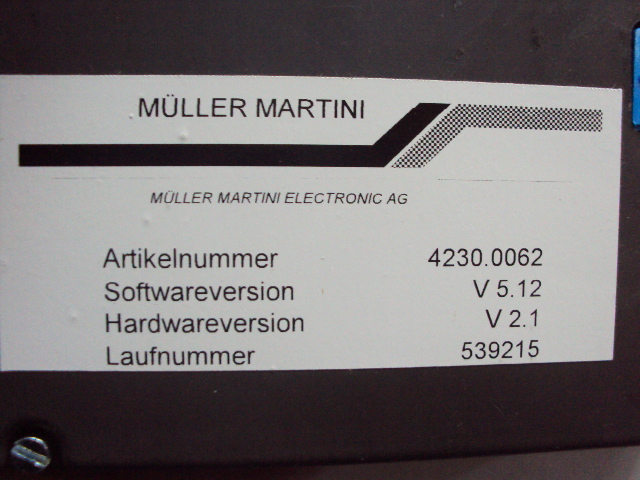 MÜLLER MARTINI
MÜLLER MARTINI ELECTRONIC AG
Artikelnummer 4230.0062
Softwareversion V 5.12
Hardwareversion V 2.1
Laufnummer 539215